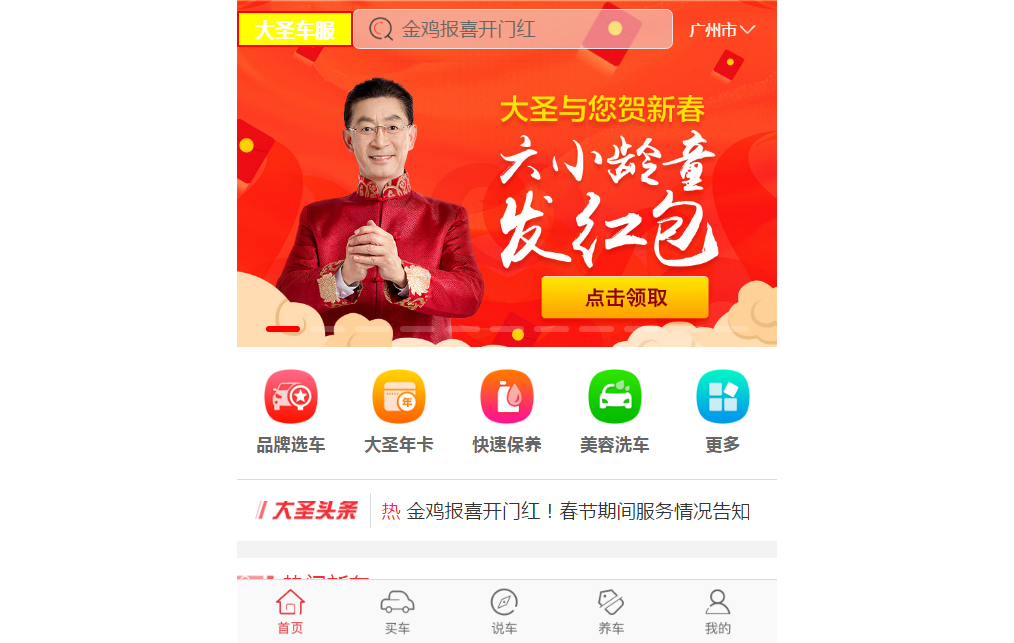 大圣车服
金鸡报喜开门红
广州市
大圣与您贺新春
六小龄童
发红包
点击领取
年
品牌选车
大圣年卡
快速保养
美容洗车
更多
大圣头条
热 金鸡报喜开门红！春节期间服务情况告知
首页
买车
说车
养车
我的